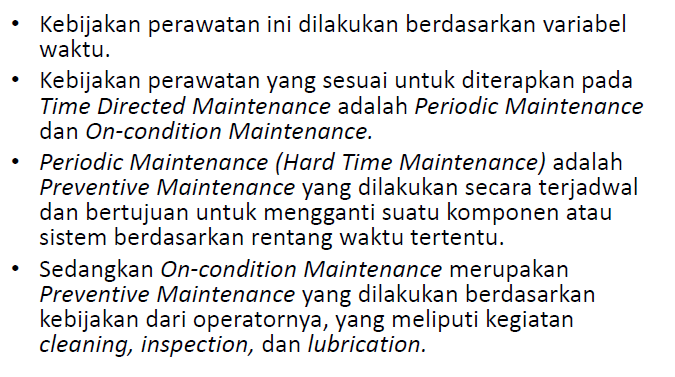 • Kebijakan perawatan ini dilakukan berdasarkan variabel
waktu.
• Kebijakan perawatan yang sesuai untuk diterapkan pada
Time Directed Maintenance adalah Periodic Maintenance
dan On-condition Maintenance.
• Periodic Maintenance (Hard Time Maintenance) adalah
Preventive Maintenance yang dilakukan secara terjadwal
dan bertujuan untuk mengganti suatu komponen atau
sistem berdasarkan rentang waktu tertentu.
• Sedangkan On-condition Maintenance merupakan
Preventive Maintenance yang dilakukan berdasarkan
kebijakan dari operatornya, yang meliputi kegiatan
cleaning, inspection, dan lubrication.